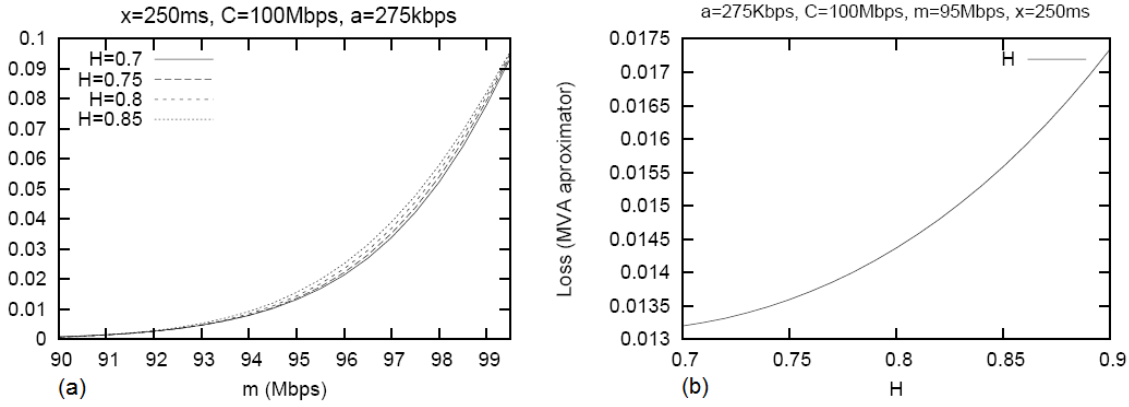 x=250ms, C=100Mbps, a=275kbps
0.1
0.09
0.08
0.07
0.06
0.05
0.04
0.03
0.02
0.01
0
H=0.7
H=0.75
H=0.8
H=0.85
90 91 92 93 94 95 96 97 98 99
(a)
m (Mbps)
a=275Kbps, C=100Mbps, m=95Mbps, x=250ms
Loss (MVA aproximator)
0.0175
0.017
0.0165
0.016
0.0155
0.015
0.0145
0.014
0.0135
0.013
H
0.7 0.75 0.8 0.85 0.9
(b)
H